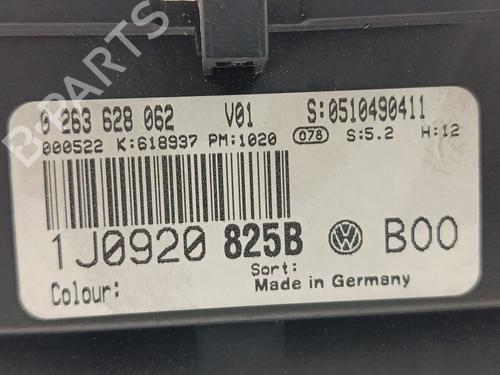 0 263 628 062 V01 S:0510490411
000522 K:618937 PM:1020 078 S:5.2 H:12
1J0920 825B B00
Sort:
Colour: Made in Germany